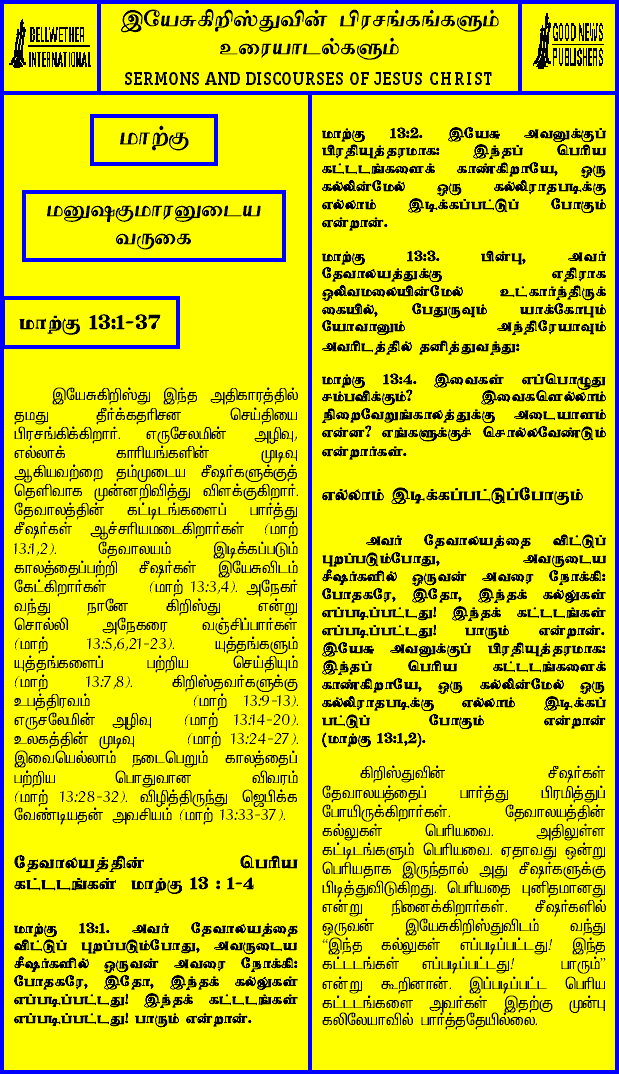 BELLWETHER
INTERNATIONAL
இயேசுகிறிஸ்துவின் பிரசங்கங்களும்
உரையாடல்களும்
SERMONS AND DISCOURSES OF JESUS CHRIST
GOOD NEWS
PUBLISHERS
மாற்கு
மனுஷகுமாரனுடைய
வருகை
மாற்கு 13:1-37
இயேசுகிறிஸ்து இந்த அதிகாரத்தில்
தமது தீர்க்கதரிசன செய்தியை
பிரசங்கிக்கிறார். எருசலேமின் அழிவு,
எல்லாக் காரியங்களின் முடிவு
ஆகியவற்றை தம்முடைய சீஷர்களுக்குத்
தெளிவாக முன்னறிவித்து விளக்குகிறார்.
தேவாலத்தின் கட்டிடங்களைப் பார்த்து
சீஷர்கள் ஆச்சரியமடைகிறார்கள் (மாற்
13:1,2). தேவாலயம் இடிக்கப்படும்
காலத்தைப்பற்றி சீஷர்கள் இயேசுவிடம்
கேட்கிறார்கள் (மாற் 13:3,4). அநேகர்
வந்து நானே கிறிஸ்து என்று
சொல்லி அநேகரை வஞ்சிப்பார்கள்
(மாற் 13:5,6,21-23). யுத்தங்களும்
யுத்தங்களைப் பற்றிய செய்தியும்
(மாற் 13:7,8). கிறிஸ்தவர்களுக்கு
உபத்திரவம் (மாற் 13:9-13).
எருசலேமின் அழிவு (மாற் 13:14-20).
உலகத்தின் முடிவு (மாற் 13:24-27).
இவையெல்லாம் நடைபெறும் காலத்தைப்
பற்றிய பொதுவான விவரம்
(மாற் 13:28-32). விழித்திருந்து ஜெபிக்க
வேண்டியதன் அவசியம் (மாற் 13:33-37).
தேவாலயத்தின் பெரிய
கட்டடங்கள் மாற்கு 13 : 1-4
மாற்கு 13:1. அவர் தேவாலயத்தை
விட்டுப் புறப்படும்போது, அவருடைய
சீஷர்களில் ஒருவன் அவரை நோக்கி:
போதகரே, இதோ, இந்தக் கல்லுகள்
எப்படிப்பட்டது! இந்தக் கட்டடங்கள்
எப்படிப்பட்டது! பாரும் என்றான்.
மாற்கு 13:2. இயேசு அவனுக்குப்
பிரதியுத்தரமாக: இந்தப் பெரிய
கட்டடங்களைக் காண்கிறாயே, ஒரு
கல்லின்மேல் ஒரு கல்லிராதபடிக்கு
எல்லாம் இடிக்கப்பட்டுப் போகும்
என்றான்.
மாற்கு 13:3. பின்பு, அவர்
தேவாலயத்துக்கு எதிராக
ஒலிவமலையின்மேல் உட்கார்ந்திருக்
கையில், பேதுருவும் யாக்கோபும்
யோவானும் அந்திரேயாவும்
அவரிடத்தில் தனித்துவந்து:
மாற்கு 13:4. இவைகள் எப்பொழுது
சம்பவிக்கும்? இவைகளெல்லாம்
நிறைவேறுங்காலத்துக்கு அடையாளம்
என்ன? எங்களுக்குச் சொல்லவேண்டும்
என்றார்கள்.
எல்லாம் இடிக்கப்பட்டுப்போகும்
அவர் தேவாலயத்தை விட்டுப்
புறப்படும்போது, அவருடைய
சீஷர்களில் ஒருவன் அவரை நோக்கி:
போதகரே, இதோ, இந்தக் கல்லுகள்
எப்படிப்பட்டது! இந்தக் கட்டடங்கள்
எப்படிப்பட்டது! பாரும் என்றான்.
இயேசு அவனுக்குப் பிரதியுத்தரமாக:
இந்தப் பெரிய கட்டடங்களைக்
காண்கிறாயே, ஒரு கல்லின்மேல் ஒரு
கல்லிராதபடிக்கு எல்லாம் இடிக்கப்
பட்டுப் போகும் என்றான்
(மாற்கு 13:1,2).
கிறிஸ்துவின் சீஷர்கள்
தேவாலயத்தைப் பார்த்து பிரமித்துப்
போயிருக்கிறார்கள். தேவாலயத்தின்
கல்லுகள் பெரியவை. அதிலுள்ள
கட்டிடங்களும் பெரியவை. ஏதாவது ஒன்று
பெரியதாக இருந்தால் அது சீஷர்களுக்கு
பிடித்துவிடுகிறது. பெரியதை புனிதமானது
என்று நினைக்கிறார்கள். சீஷர்களில்
ஒருவன் இயேசுகிறிஸ்துவிடம் வந்து
“இந்த கல்லுகள் எப்படிப்பட்டது! இந்த
கட்டடங்கள் எப்படிப்பட்டது! பாரும்”
என்று கூறினான். இப்படிப்பட்ட பெரிய
கட்டடங்களை அவர்கள் இதற்கு முன்பு
கலிலேயாவில் பார்த்ததேயில்லை.